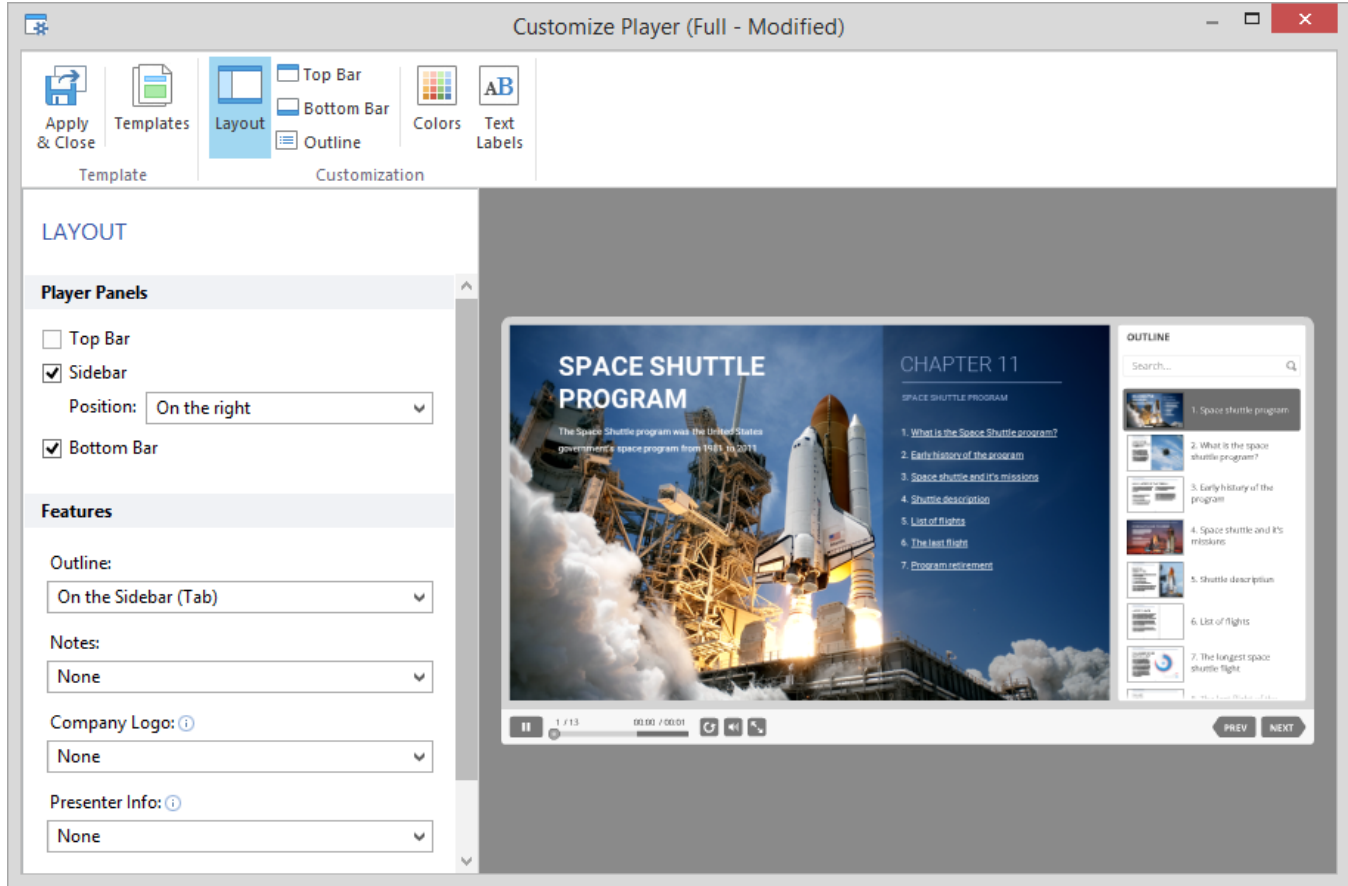 Customize Player (Full - Modified)
Apply
& Close
Templates
Layout
Top Bar
Bottom Bar
Outline
Colors
AB
Text
Labels
Template
Customization
LAYOUT
Player Panels
Top Bar
Sidebar
Position: On the right
Bottom Bar
Features
Outline:
On the Sidebar (Tab)
Notes:
None
Company Logo:
None
Presenter Info:
None
SPACE SHUTTLE
PROGRAM
The Space Shuttle program was the United States
government's space program from 1981 to 2011
CHAPTER 11
SPACE SHUTTLE PROGRAM
1. What is the Space Shuttle program?
2. Early history of the program
3. Space shuttle and it's missions
4. Shuttle description
5. List of flights
6. The last flight
7. Program retirement
OUTLINE
Search...
1. Space shuttle program
2. What is the space
shuttle program?
3. Early history of the
program
4. Space shuttle and it's
missions
5. Shuttle description
6. List of flights
7. The longest space
shuttle flight
1 / 13
00:00 / 00:01
PREV
NEXT